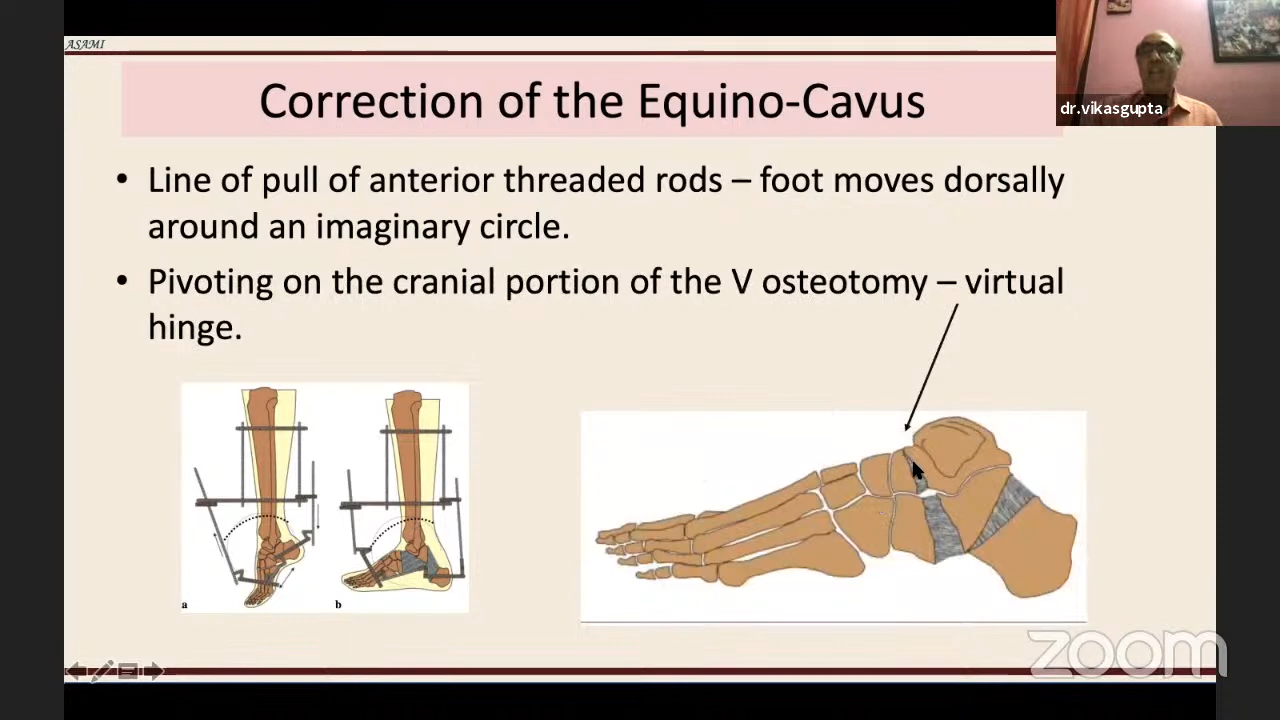 ASAMI
Correction of the Equino-Cavus
dr.vikasgupta
• Line of pull of anterior threaded rods – foot moves dorsally
around an imaginary circle.
• Pivoting on the cranial portion of the V osteotomy – virtual
hinge.
a
b
zoom